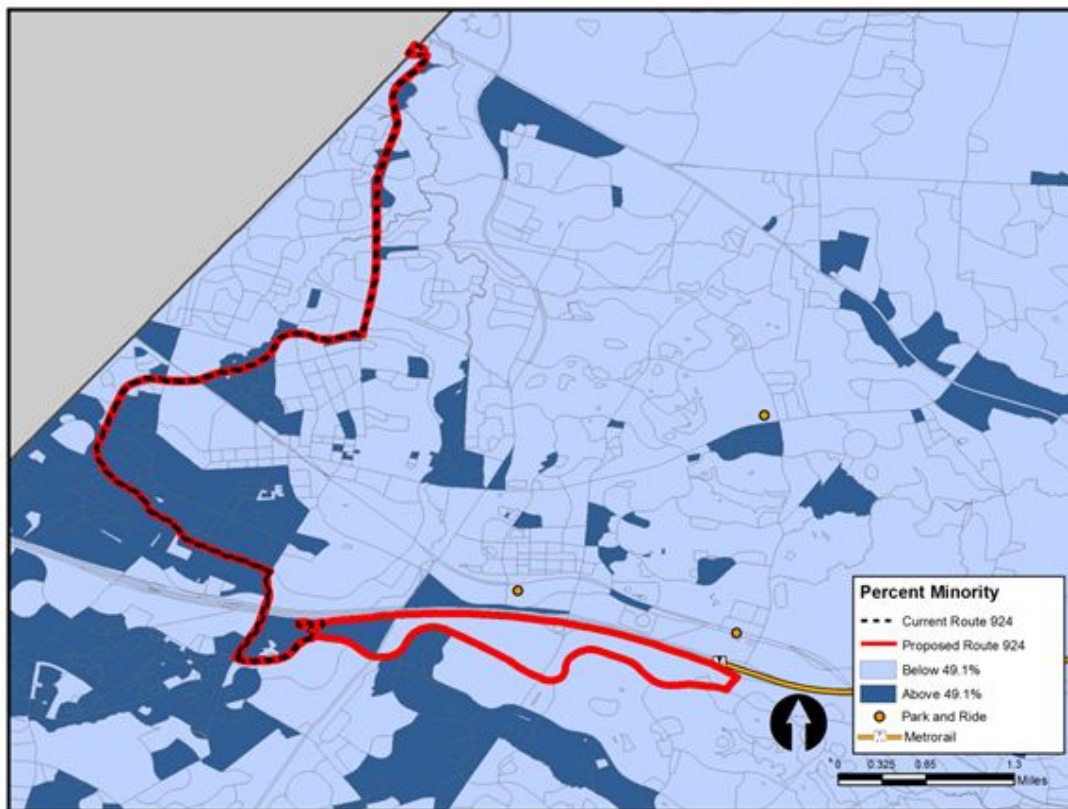 Percent Minority
Current Route 924
Proposed Route 924
Below 49.1%
Above 49.1%
Park and Ride
M Metrorail
0 0.325 0.65 1.3
Miles
M